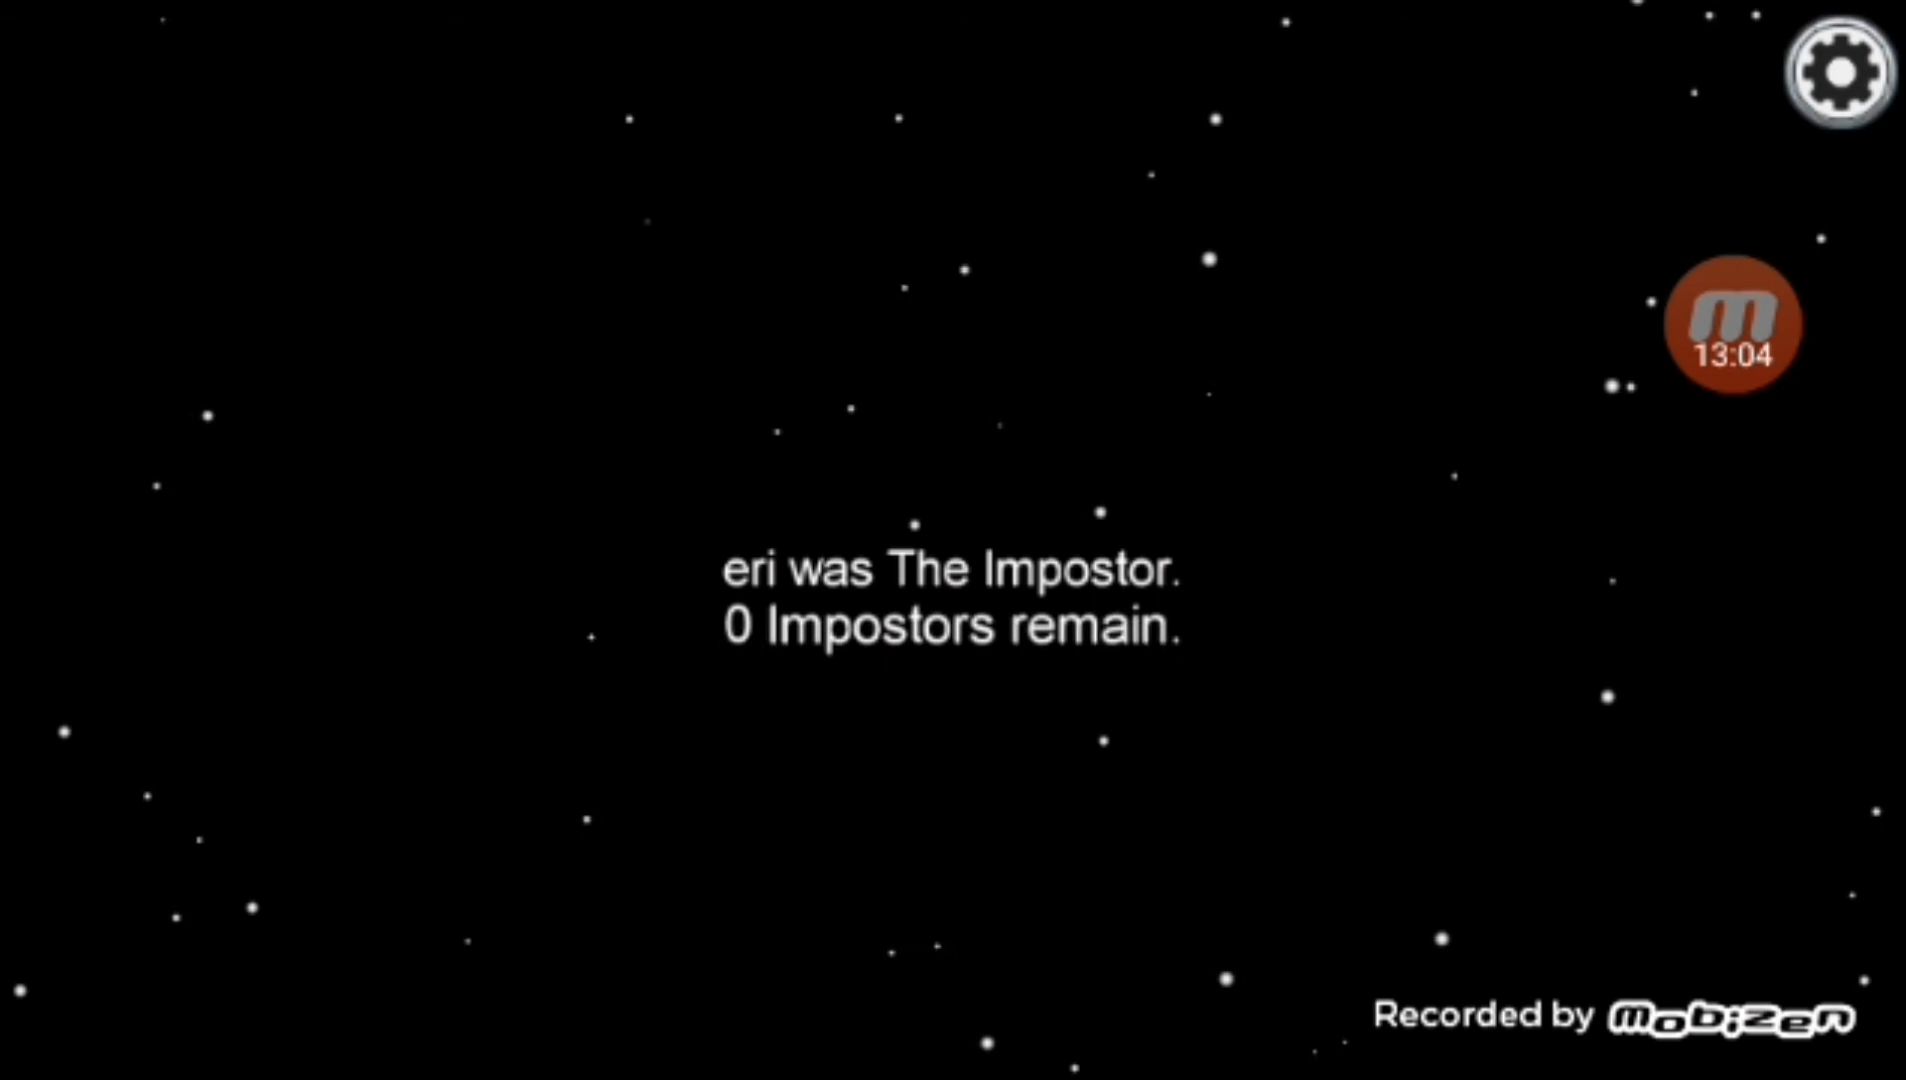 m
13:04
eri was The Impostor.
0 Impostors remain.
Recorded by mobizen